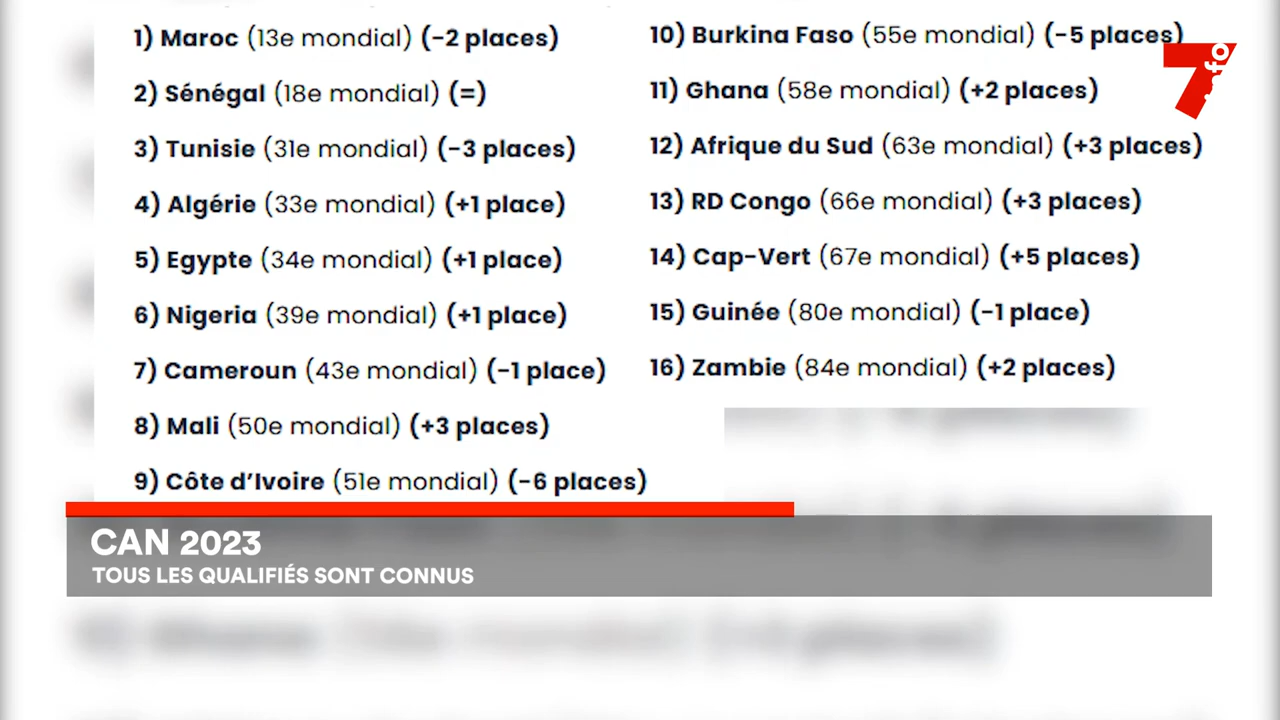 1) Maroc (13e mondial) (-2 places)
2) Sénégal (18e mondial) (=)
3) Tunisie (31e mondial) (-3 places)
4) Algérie (33e mondial) (+1 place)
5) Egypte (34e mondial) (+1 place)
6) Nigeria (39e mondial) (+1 place)
7) Cameroun (43e mondial) (-1 place)
8) Mali (50e mondial) (+3 places)
9) Côte d’Ivoire (51e mondial) (-6 places)
10) Burkina Faso (55e mondial) (-5 places)
11) Ghana (58e mondial) (+2 places)
12) Afrique du Sud (63e mondial) (+3 places)
13) RD Congo (66e mondial) (+3 places)
14) Cap-Vert (67e mondial) (+5 places)
15) Guinée (80e mondial) (-1 place)
16) Zambie (84e mondial) (+2 places)
7
CAN 2023
TOUS LES QUALIFIÉS SONT CONNUS